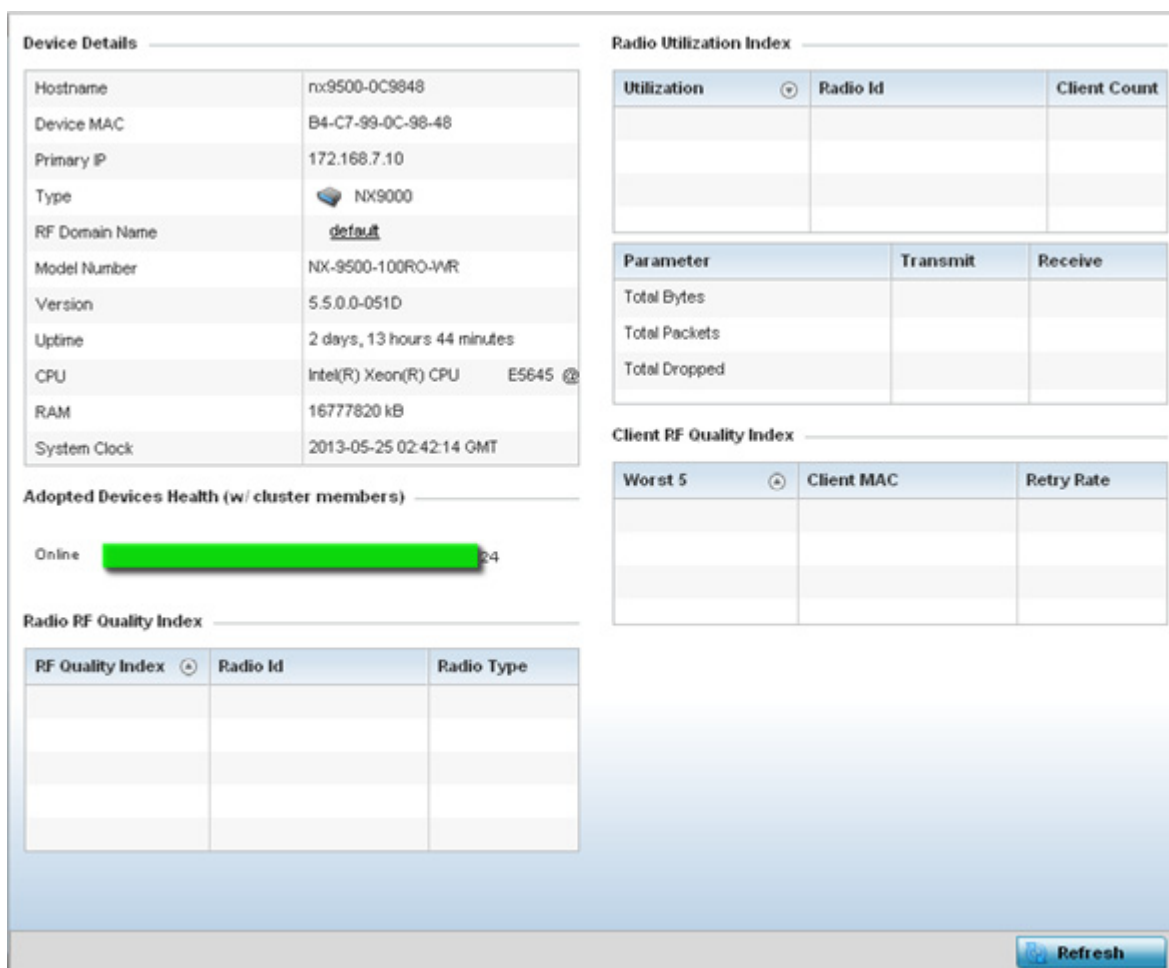 Device Details
Hostname nx9500-0C9848
Device MAC B4-C7-99-0C-98-48
Primary IP 172.168.7.10
Type NX9000
RF Domain Name default
Model Number NX-9500-100RO-WR
Version 5.5.0.0-051D
Uptime 2 days, 13 hours 44 minutes
CPU Intel(R) Xeon(R) CPU E5645 @
RAM 16777820 kB
System Clock 2013-05-25 02:42:14 GMT
Adopted Devices Health (w/ cluster members)
Online 24
Radio RF Quality Index
RF Quality Index Radio Id Radio Type
Radio Utilization Index
Utilization Radio Id Client Count
Parameter Transmit Receive
Total Bytes
Total Packets
Total Dropped
Client RF Quality Index
Worst 5 Client MAC Retry Rate
Refresh